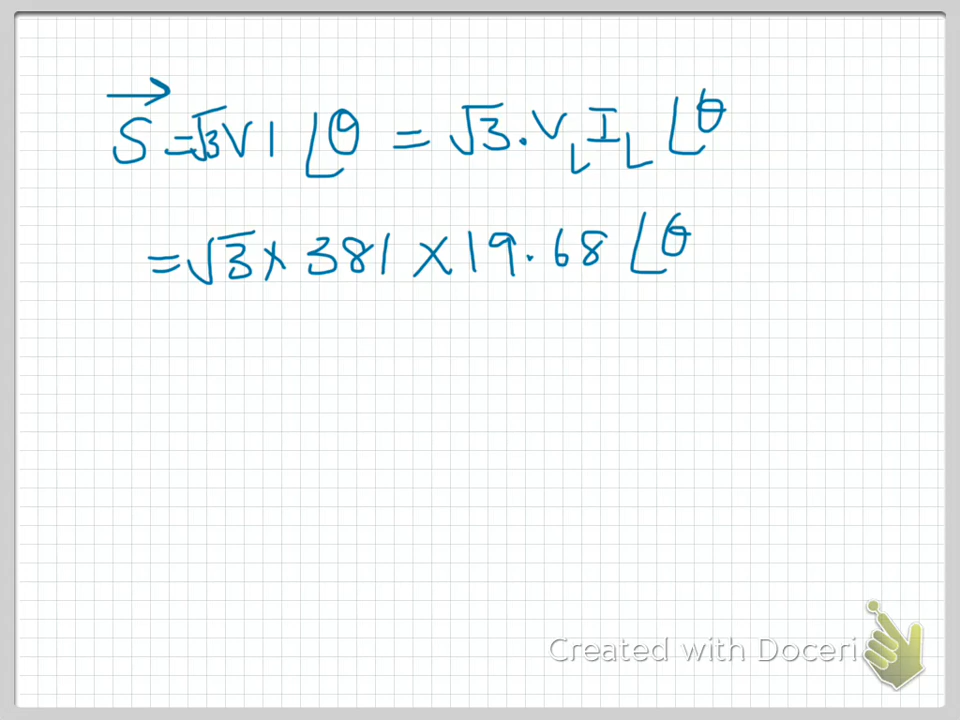 S⃗ = √3 V I ∠θ = √3 . V_L I_L ∠θ
= √3 × 381 × 19.68 ∠θ
Created with Doceri